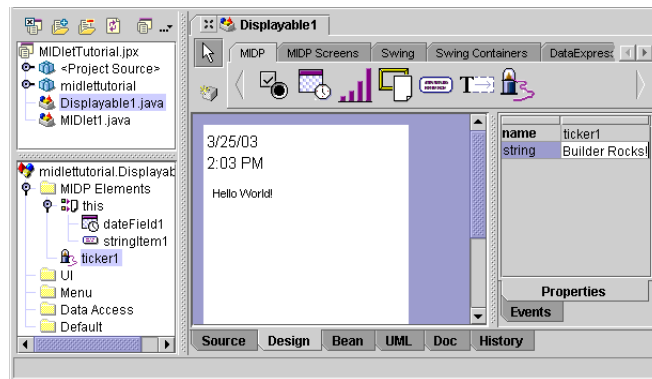 Displayable1
MIDletTutorial.jpx
<Project Source>
midlettutorial
Displayable1.java
MIDlet1.java
midlettutorial.Displayab
MIDP Elements
this
dateField1
stringItem1
ticker1
UI
Menu
Data Access
Default
MIDP MIDP Screens Swing Swing Containers DataExpres
3/25/03
2:03 PM
Hello World!
name ticker1
string Builder Rocks!
Properties
Events
Source Design Bean UML Doc History